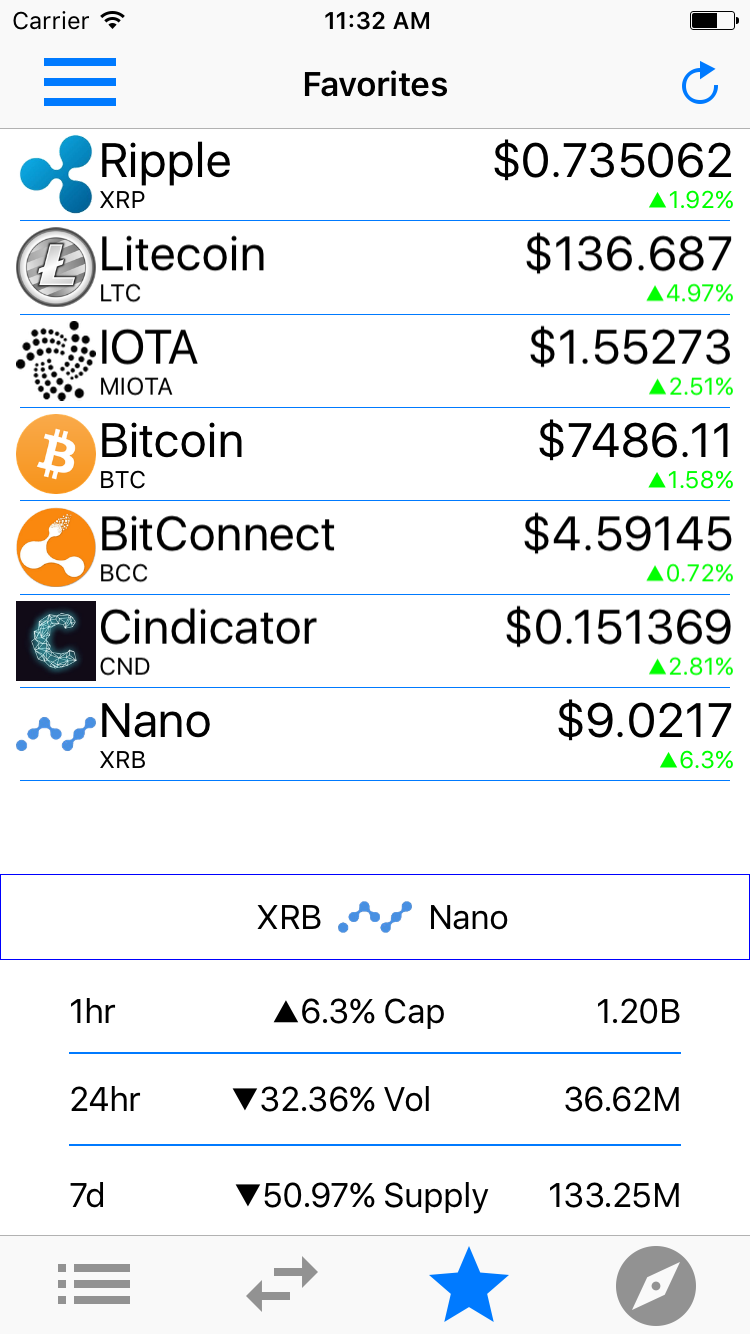 Carrier 11:32 AM
Favorites
Ripple $0.735062
XRP ▲1.92%
Litecoin $136.687
LTC ▲4.97%
IOTA $1.55273
MIOTA ▲2.51%
Bitcoin $7486.11
BTC ▲1.58%
BitConnect $4.59145
BCC ▲0.72%
Cindicator $0.151369
CND ▲2.81%
Nano $9.0217
XRB ▲6.3%
XRB Nano
1hr ▲6.3% Cap 1.20B
24hr ▼32.36% Vol 36.62M
7d ▼50.97% Supply 133.25M